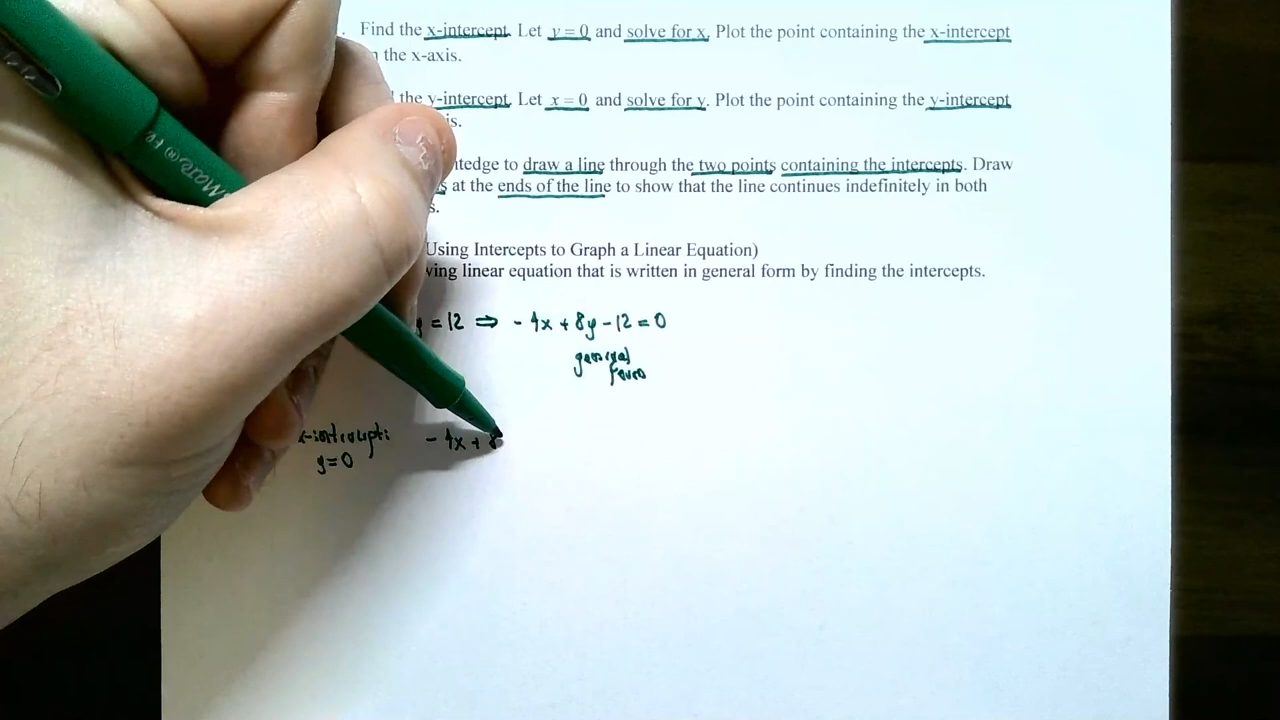 . Find the x-intercept. Let y = 0 and solve for x. Plot the point containing the x-intercept
the x-axis.
the y-intercept. Let x = 0 and solve for y. Plot the point containing the y-intercept
is.
tedge to draw a line through the two points containing the intercepts. Draw
s at the ends of the line to show that the line continues indefinitely in both
s.
Using Intercepts to Graph a Linear Equation)
ving linear equation that is written in general form by finding the intercepts.
y = 12 ⇒ - 4x + 8y - 12 = 0
general
form
x-intercept: - 4x + 8
y=0
Mate(R)